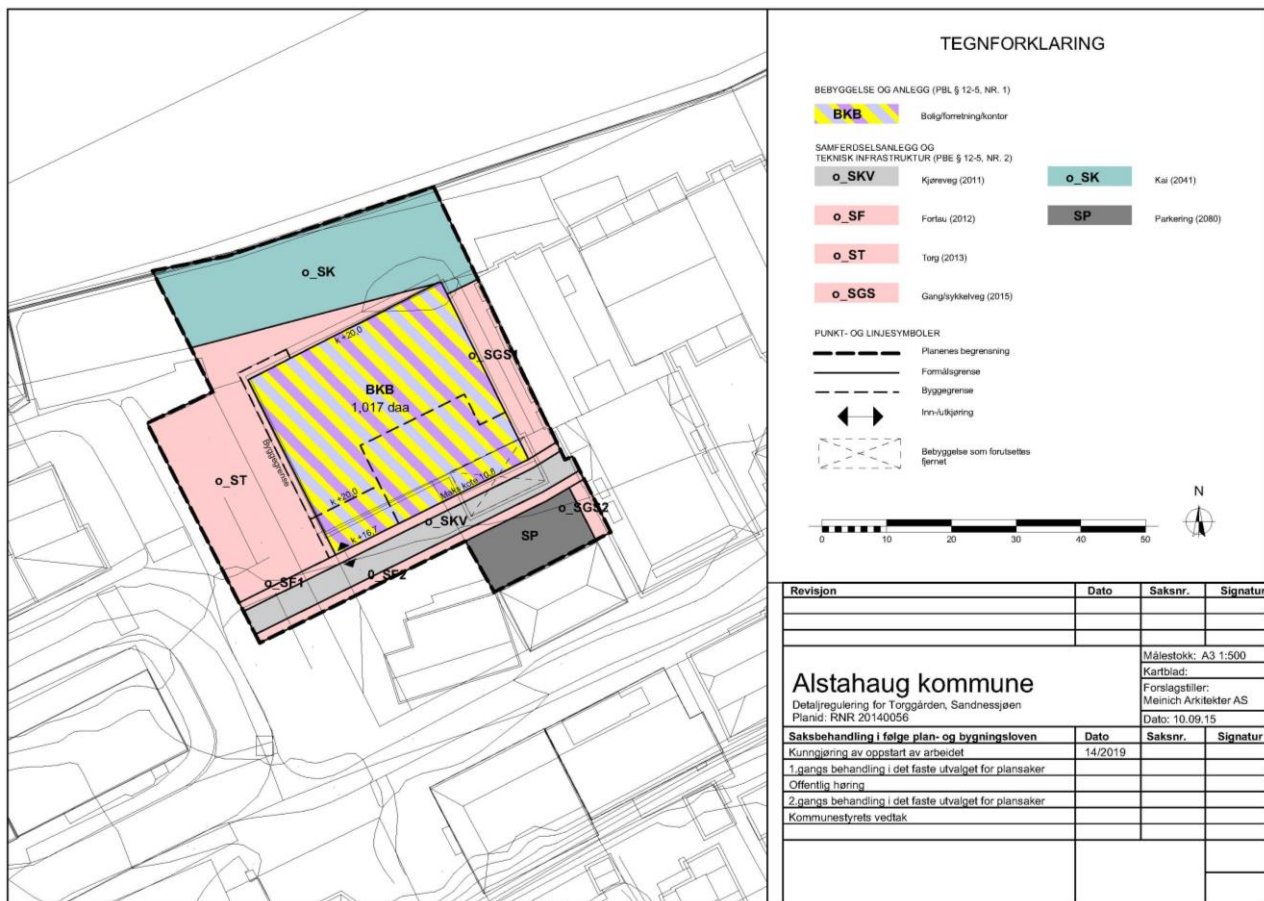 o_SK
k +20,0
o_SGS1
BKB
1,017 daa
Byggegrense
o_ST
k +20,0
Maks kote 10,8
k +16,7
o_SKV
o_SGS2
SP
o_SF1
0_SF2
TEGNFORKLARING
BEBYGGELSE OG ANLEGG (PBL § 12-5, NR. 1)
BKB Bolig/forretning/kontor
SAMFERDSELSANLEGG OG
TEKNISK INFRASTRUKTUR (PBE § 12-5, NR. 2)
o_SKV Kjøreveg (2011) o_SK Kai (2041)
o_SF Fortau (2012) SP Parkering (2080)
o_ST Torg (2013)
o_SGS Gang/sykkelveg (2015)
PUNKT- OG LINJESYMBOLER
Planenes begrensning
Formålsgrense
Byggegrense
Inn-/utkjøring
Bebyggelse som forutsettes
fjernet
N
0 10 20 30 40 50
Revisjon Dato Saksnr. Signatur
Målestokk: A3 1:500
Kartblad:
Alstahaug kommune
Detaljregulering for Torggården, Sandnessjøen
Planid: RNR 20140056
Forslagstiller:
Meinich Arkitekter AS
Dato: 10.09.15
Saksbehandling i følge plan- og bygningsloven Dato Saksnr. Signatur
Kunngjøring av oppstart av arbeidet 14/2019
1.gangs behandling i det faste utvalget for plansaker
Offentlig høring
2.gangs behandling i det faste utvalget for plansaker
Kommunestyrets vedtak